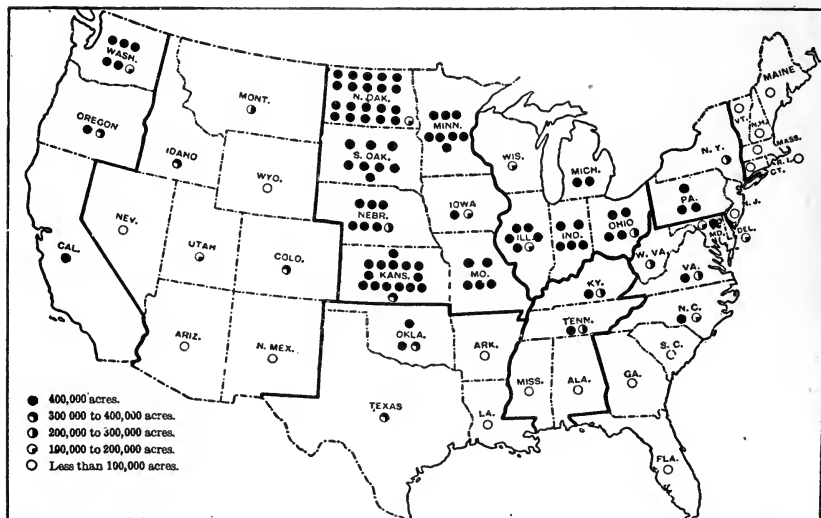 WASH.
MONT.
N. DAK.
MINN.
MAINE
VT.
N.H.
OREGON
IDAHO
S. DAK.
WIS.
MICH.
N. Y.
MASS.
R. I.
CT.
WYO.
NEBR.
IOWA
PA.
N. J.
NEV.
UTAH
COLO.
ILL.
IND.
OHIO
MD.
DEL.
W. VA.
CAL.
KANS.
MO.
KY.
VA.
ARIZ.
N. MEX.
OKLA.
ARK.
TENN.
N. C.
S. C.
TEXAS
LA.
MISS.
ALA.
GA.
FLA.
400,000 acres.
300 000 to 400,000 acres.
200,000 to 300,000 acres.
100,000 to 200,000 acres.
Less than 100,000 acres.